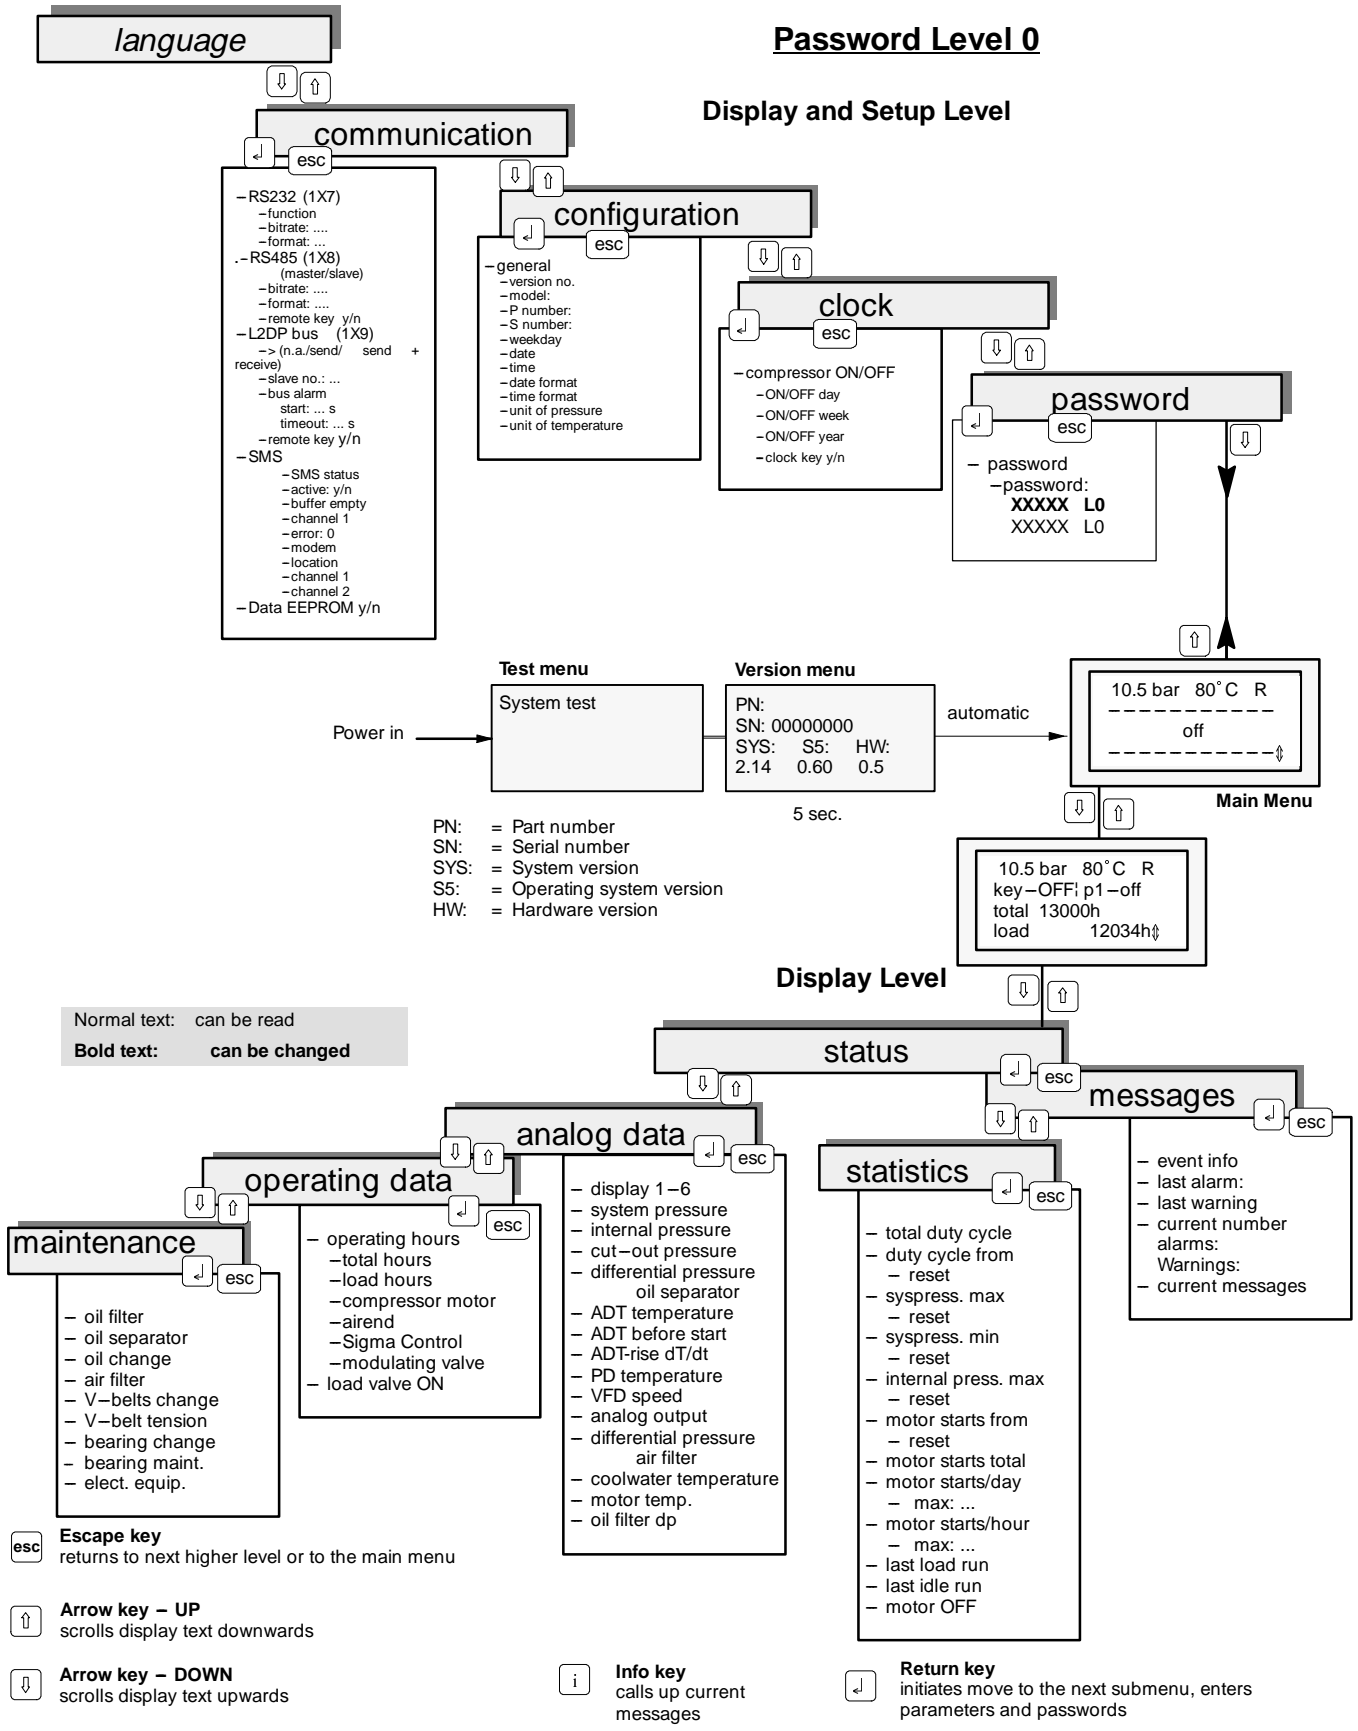 language
Password Level 0
Display and Setup Level
communication
esc
– RS232 (1X7)
– function
– bitrate: ....
– format: ...
. – RS485 (1X8)
(master/slave)
– bitrate: ....
– format: ....
– remote key y/n
– L2DP bus (1X9)
– > (n.a./send/ send +
receive)
– slave no.: ...
– bus alarm
start: ... s
timeout: ... s
– remote key y/n
– SMS
– SMS status
– active: y/n
– buffer empty
– channel 1
– error: 0
– modem
– location
– channel 1
– channel 2
– Data EEPROM y/n
configuration
esc
– general
– version no.
– model:
– P number:
– S number:
– weekday
– date
– time
– date format
– time format
– unit of pressure
– unit of temperature
clock
esc
– compressor ON/OFF
– ON/OFF day
– ON/OFF week
– ON/OFF year
– clock key y/n
password
esc
– password
– password:
XXXXX L0
XXXXX L0
Test menu
System test
Version menu
PN:
SN: 00000000
SYS: S5: HW:
2.14 0.60 0.5
Power in
automatic
5 sec.
10.5 bar 80°C R
off
Main Menu
PN: = Part number
SN: = Serial number
SYS: = System version
S5: = Operating system version
HW: = Hardware version
10.5 bar 80°C R
key–OFF¦ p1–off
total 13000h
load 12034h
Display Level
Normal text: can be read
Bold text: can be changed
status
esc
messages
esc
– event info
– last alarm:
– last warning
– current number
alarms:
Warnings:
– current messages
statistics
esc
– total duty cycle
– duty cycle from
– reset
– syspress. max
– reset
– syspress. min
– reset
– internal press. max
– reset
– motor starts from
– reset
– motor starts total
– motor starts/day
– max: ...
– motor starts/hour
– max: ...
– last load run
– last idle run
– motor OFF
analog data
esc
– display 1–6
– system pressure
– internal pressure
– cut–out pressure
– differential pressure
oil separator
– ADT temperature
– ADT before start
– ADT-rise dT/dt
– PD temperature
– VFD speed
– analog output
– differential pressure
air filter
– coolwater temperature
– motor temp.
– oil filter dp
operating data
esc
– operating hours
–total hours
–load hours
–compressor motor
–airend
–Sigma Control
–modulating valve
– load valve ON
maintenance
esc
– oil filter
– oil separator
– oil change
– air filter
– V–belts change
– V–belt tension
– bearing change
– bearing maint.
– elect. equip.
esc
Escape key
returns to next higher level or to the main menu
Arrow key – UP
scrolls display text downwards
Arrow key – DOWN
scrolls display text upwards
i
Info key
calls up current
messages
Return key
initiates move to the next submenu, enters
parameters and passwords